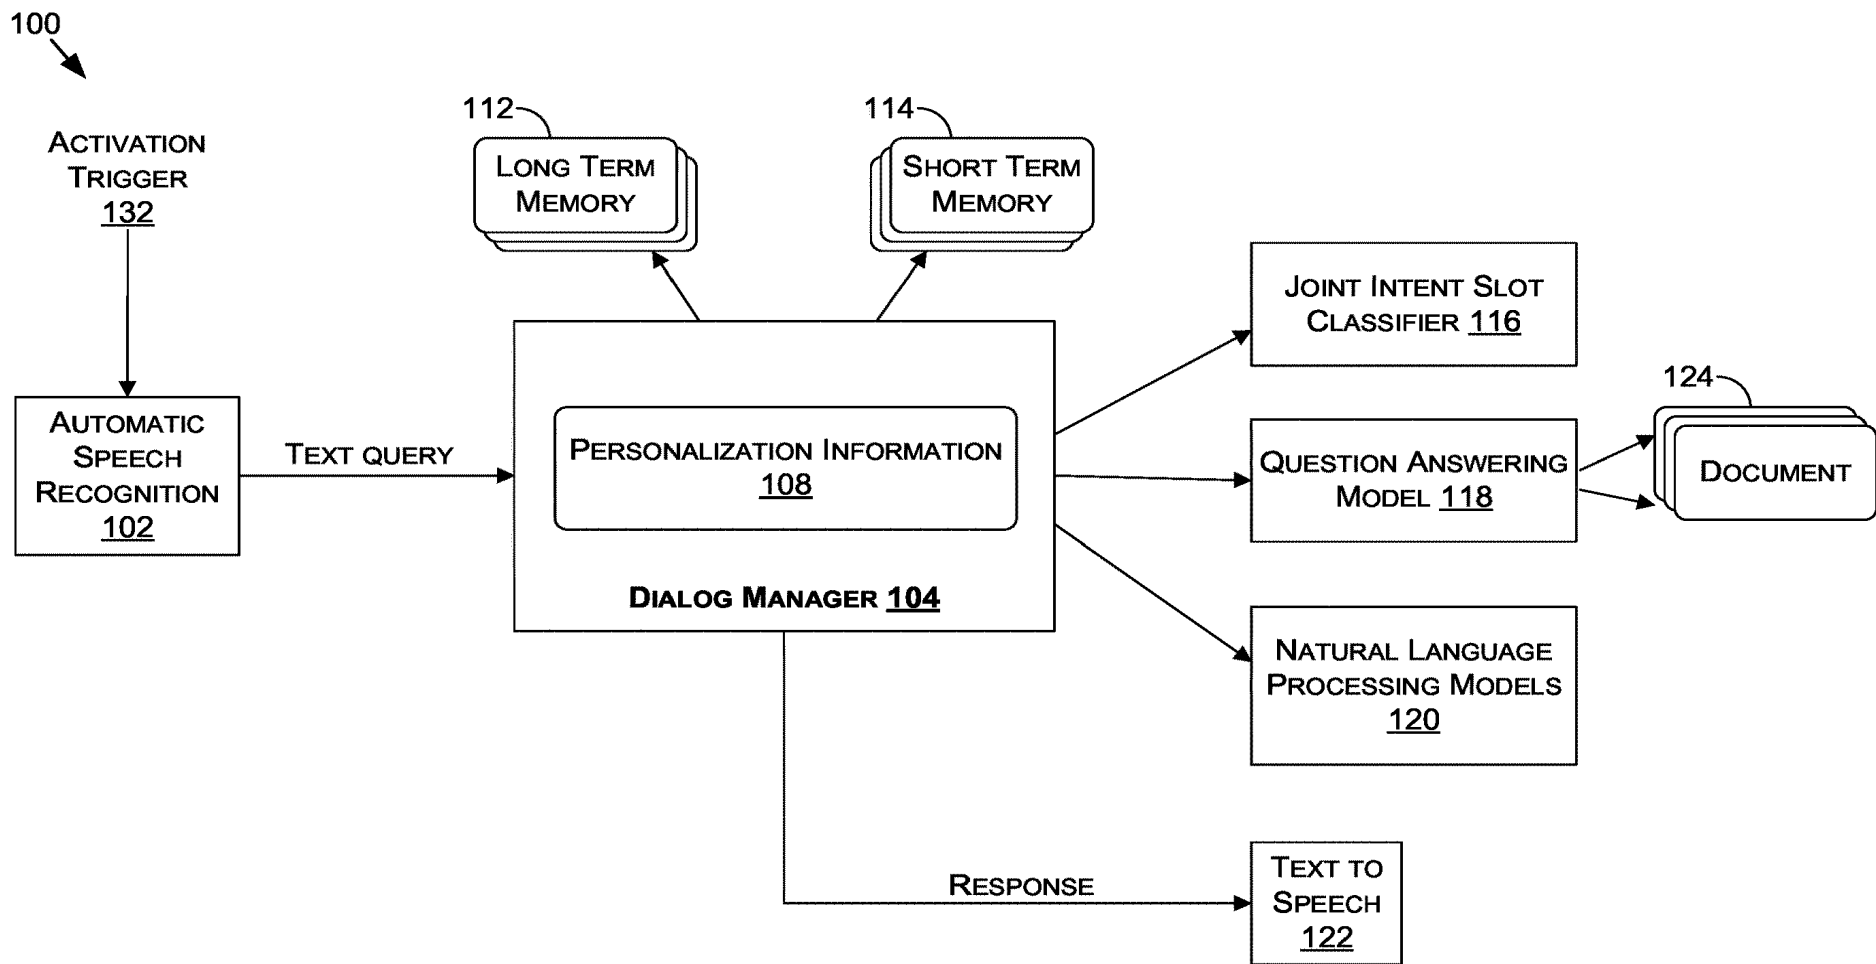 100
ACTIVATION
TRIGGER
132
112
LONG TERM
MEMORY
114
SHORT TERM
MEMORY
AUTOMATIC
SPEECH
RECOGNITION
102
TEXT QUERY
PERSONALIZATION INFORMATION
108
DIALOG MANAGER 104
JOINT INTENT SLOT
CLASSIFIER 116
QUESTION ANSWERING
MODEL 118
124
DOCUMENT
NATURAL LANGUAGE
PROCESSING MODELS
120
RESPONSE
TEXT TO
SPEECH
122